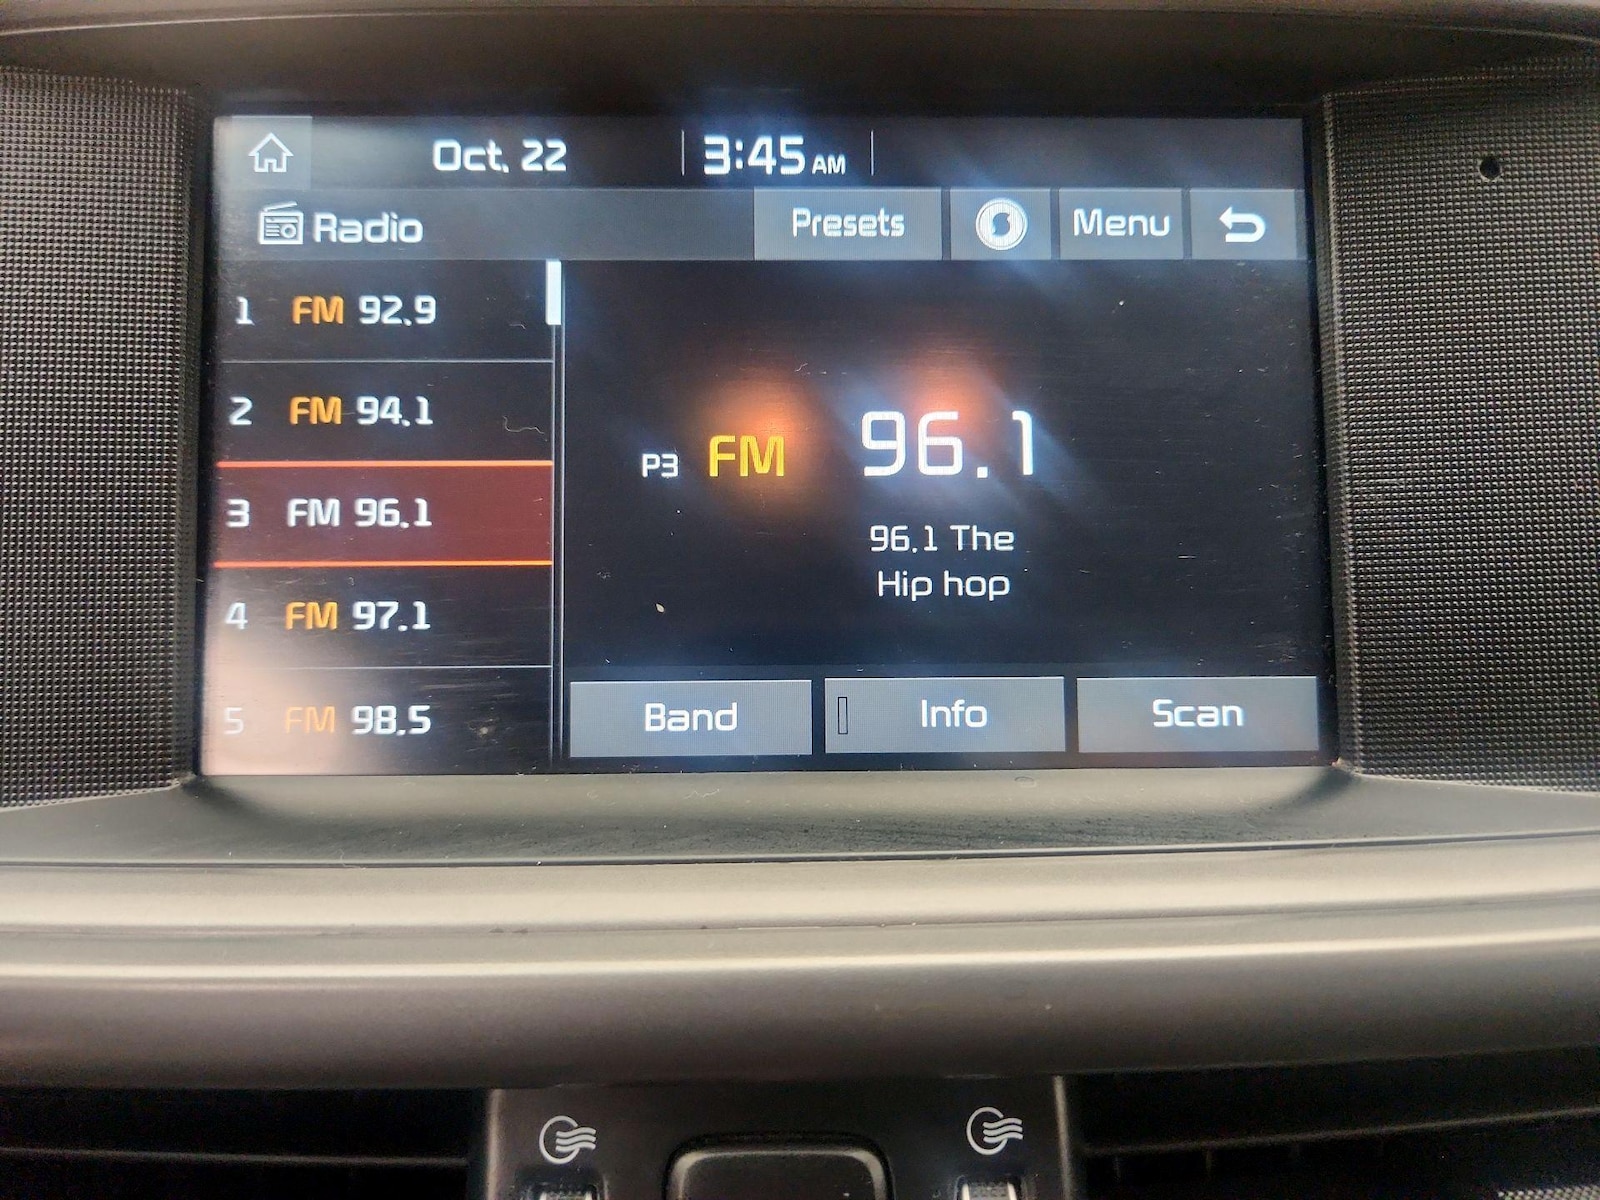 Oct. 22 3:45 AM
Radio Presets Menu
1 FM 92.9
2 FM 94.1
3 FM 96.1
4 FM 97.1
5 FM 98.5
P3 FM 96.1
96.1 The
Hip hop
Band Info Scan